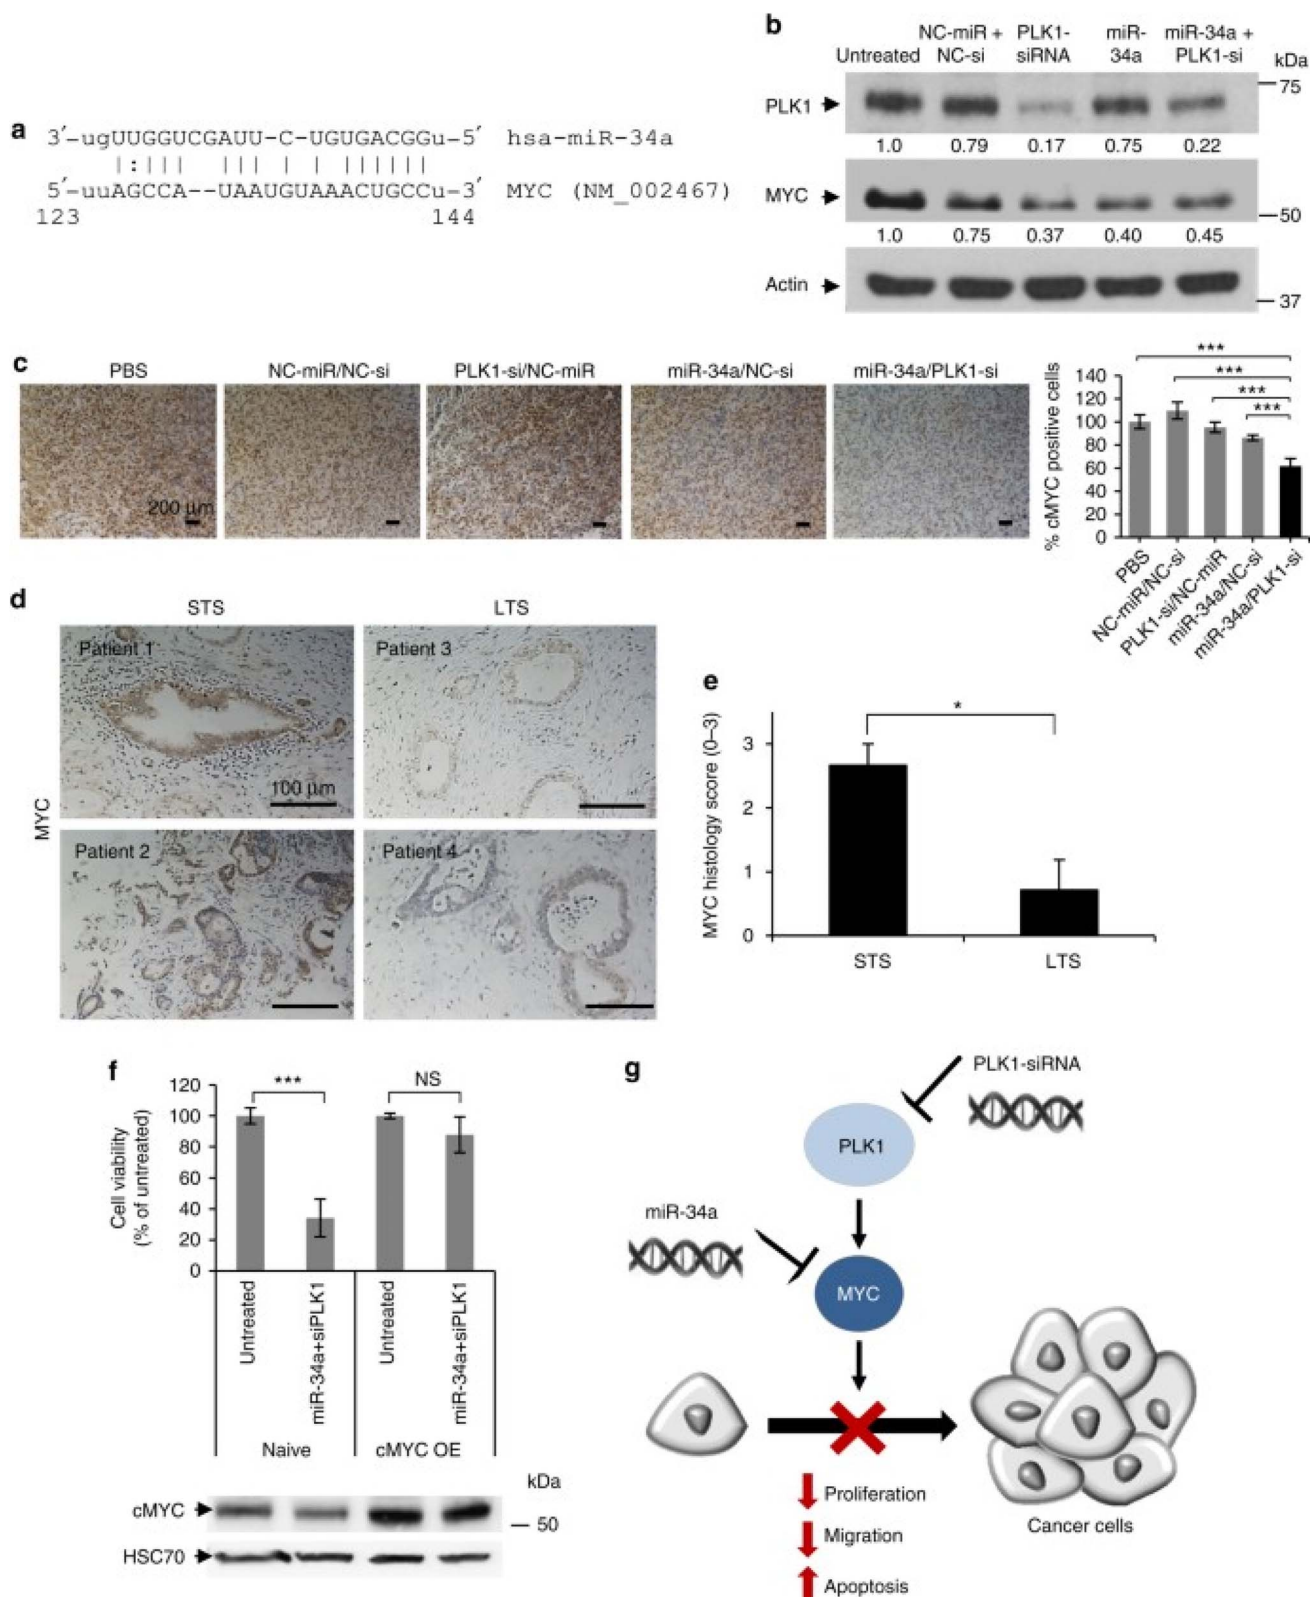 a
3′-ugUUGGUCGAUU-C-UGUGACGGu-5′ hsa-miR-34a
|:||| ||| | | ||||||
5′-uuAGCCA--UAAUGUAAACUGCCu-3′ MYC (NM_002467)
123 144
b
Untreated NC-miR + NC-si PLK1-siRNA miR-34a miR-34a + PLK1-si kDa
PLK1 75
1.0 0.79 0.17 0.75 0.22
MYC 50
1.0 0.75 0.37 0.40 0.45
Actin 37
c
PBS NC-miR/NC-si PLK1-si/NC-miR miR-34a/NC-si miR-34a/PLK1-si
200 μm
% cMYC positive cells
140
120
100
80
60
40
20
0
***
***
***
***
PBS
NC-miR/NC-si
PLK1-si/NC-miR
miR-34a/NC-si
miR-34a/PLK1-si
d
STS LTS
MYC
Patient 1 Patient 3
100 μm
Patient 2 Patient 4
e
MYC histology score (0–3)
3
2
1
0
*
STS LTS
f
Cell viability
(% of untreated)
120
100
80
60
40
20
0
*** NS
Untreated
miR-34a+siPLK1
Untreated
miR-34a+siPLK1
Naive cMYC OE
kDa
cMYC 50
HSC70
g
PLK1-siRNA
PLK1
miR-34a
MYC
Proliferation
Migration
Apoptosis
Cancer cells